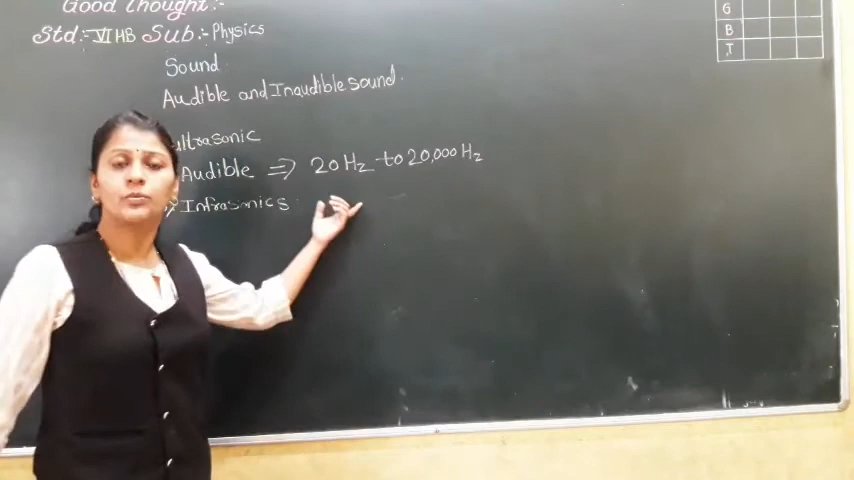 Good Thought:-
Std:- VI HB Sub:- Physics
Sound
Audible and Inaudible sound.
ultrasonic
Audible ⇒ 20 Hz to 20,000 Hz
Infrasonics
G
B
T